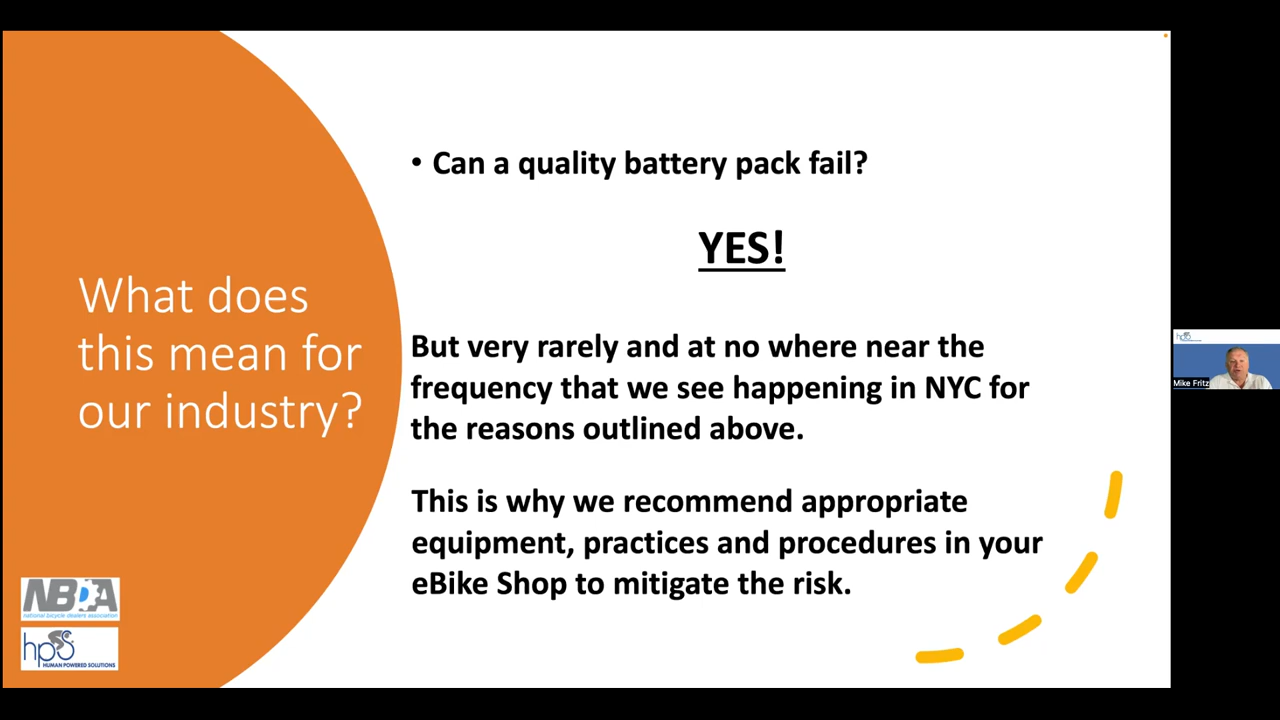 What does
this mean for
our industry?
• Can a quality battery pack fail?
YES!
But very rarely and at no where near the
frequency that we see happening in NYC for
the reasons outlined above.
This is why we recommend appropriate
equipment, practices and procedures in your
eBike Shop to mitigate the risk.
NBDA
national bicycle dealers association
hps
HUMAN POWERED SOLUTIONS
hps
Mike Fritz